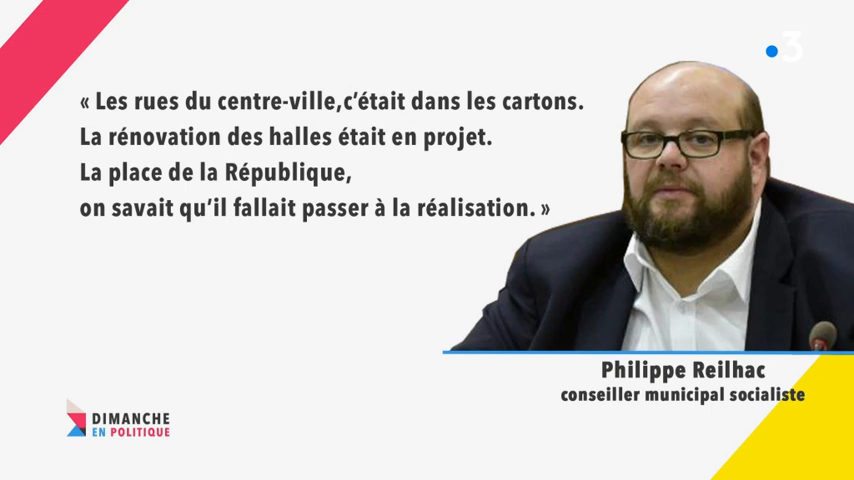 3
« Les rues du centre-ville,c'était dans les cartons.
La rénovation des halles était en projet.
La place de la République,
on savait qu'il fallait passer à la réalisation. »
Philippe Reilhac
conseiller municipal socialiste
DIMANCHE
EN POLITIQUE